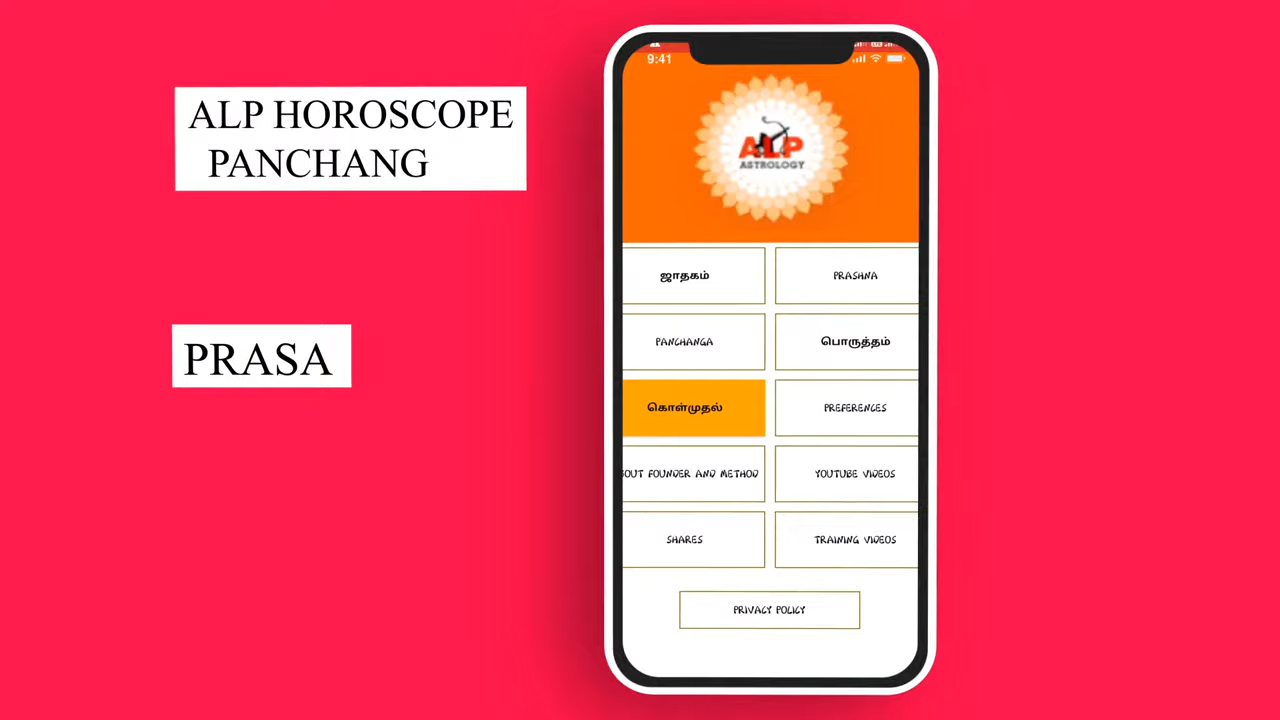 ALP HOROSCOPE
PANCHANG
PRASA
9:41
ALP
ASTROLOGY
ஜாதகம்
PRASHNA
PANCHANGA
பொருத்தம்
கொள்முதல்
PREFERENCES
OUT FOUNDER AND METHOD
YOUTUBE VIDEOS
SHARES
TRAINING VIDEOS
PRIVACY POLICY